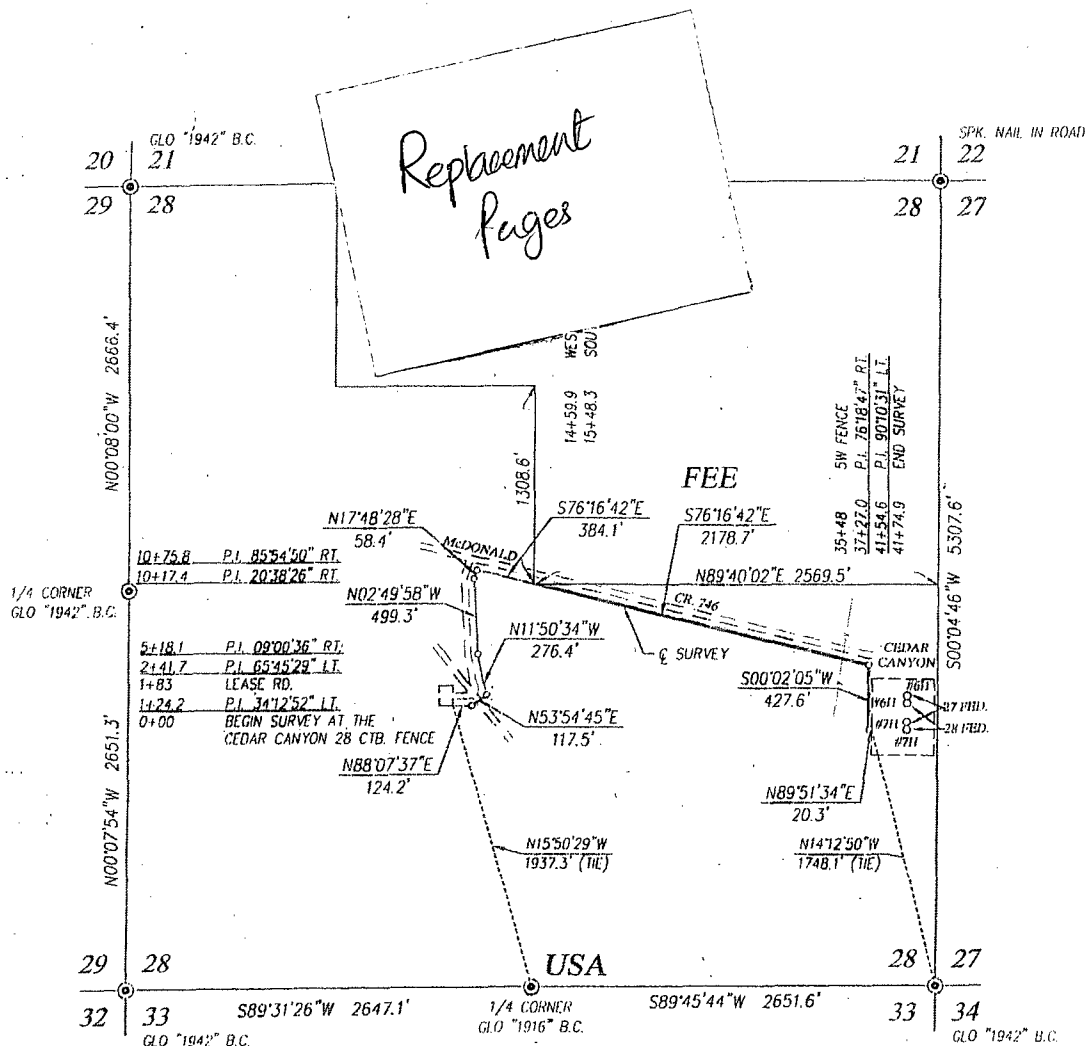 Replacement
Pages
GLO "1942" B.C.
20 21
29 28
SPK. NAIL IN ROAD
21 22
28 27
N00°08'00"W 2666.4'
WES
SOU
14+59.9
15+48.3
1308.6'
35+48 5W FENCE
37+27.0 P.I. 76°18'47" RT.
41+54.6 P.I. 90°10'31" LT.
41+74.9 END SURVEY
FEE
S76°16'42"E
384.1'
S76°16'42"E
2178.7'
N17°48'28"E
58.4'
McDONALD
10+75.8 P.I. 85°54'50" RT.
10+17.4 P.I. 20°38'26" RT.
N89°40'02"E 2569.5'
CR. 746
S00°04'46"W 5307.6'
1/4 CORNER
GLO "1942" B.C.
N02°49'58"W
499.3'
N11°50'34"W
276.4'
℄ SURVEY
CEDAR
CANYON
5+18.1 P.I. 09°00'36" RT.
2+41.7 P.I. 65°45'29" LT.
1+83 LEASE RD.
1+24.2 P.I. 34°12'52" LT.
0+00 BEGIN SURVEY AT THE
CEDAR CANYON 28 CTB. FENCE
S00°02'05"W
427.6'
#611
#611
27 FED.
#711
28 FED.
#711
N53°54'45"E
117.5'
N88°07'37"E
124.2'
N89°51'34"E
20.3'
N00°07'54"W 2651.3'
N15°50'29"W
1937.3' (TIE)
N14°12'50"W
1748.1' (TIE)
USA
29 28
32 33
GLO "1942" B.C.
S89°31'26"W 2647.1'
1/4 CORNER
GLO "1916" B.C.
S89°45'44"W 2651.6'
28 27
33 34
GLO "1942" B.C.